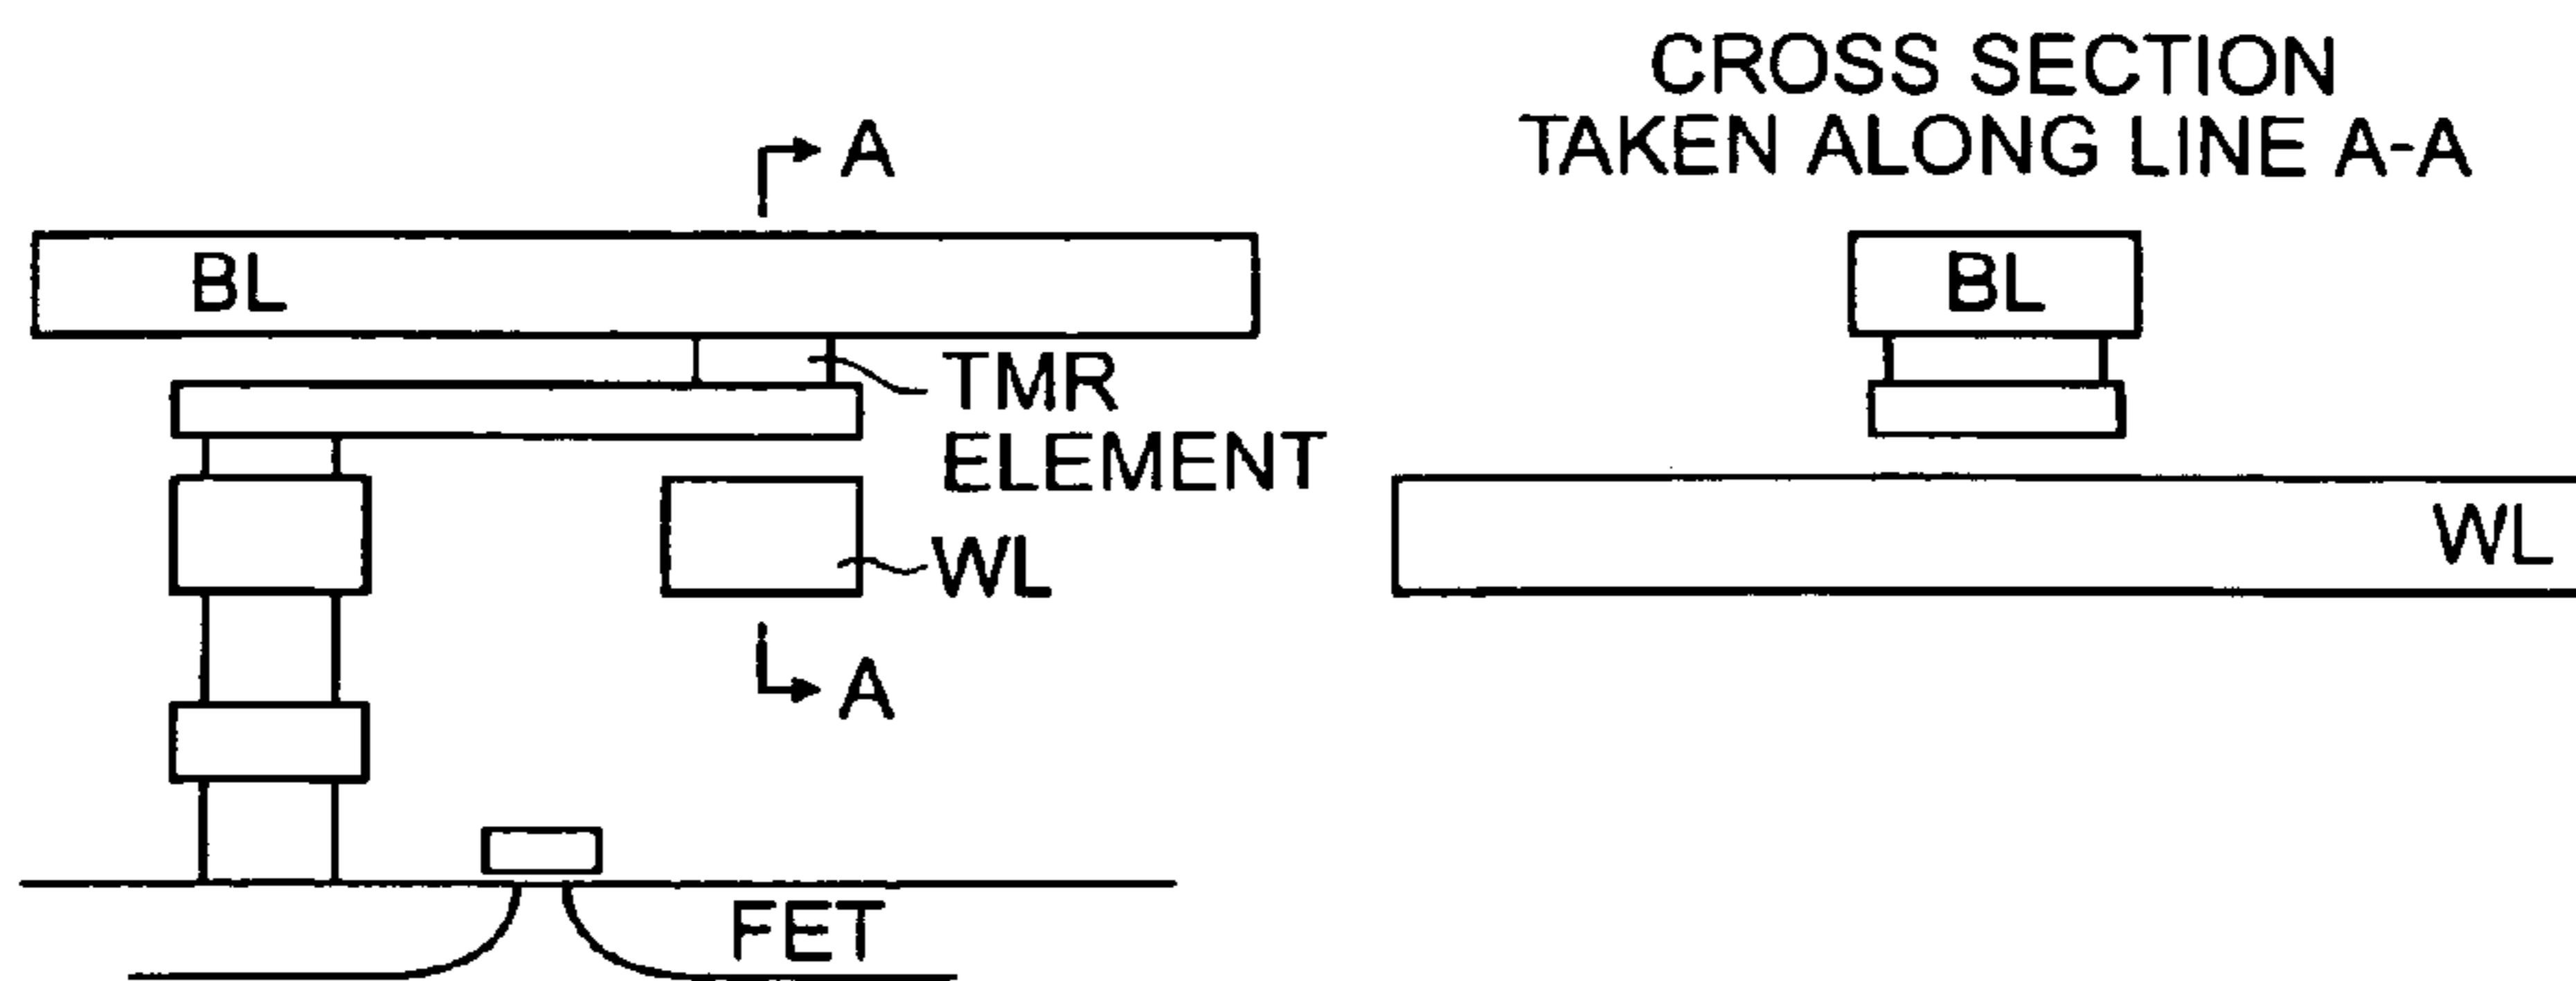 CROSS SECTION
TAKEN ALONG LINE A-A
A
BL
TMR
ELEMENT
WL
A
FET
BL
WL